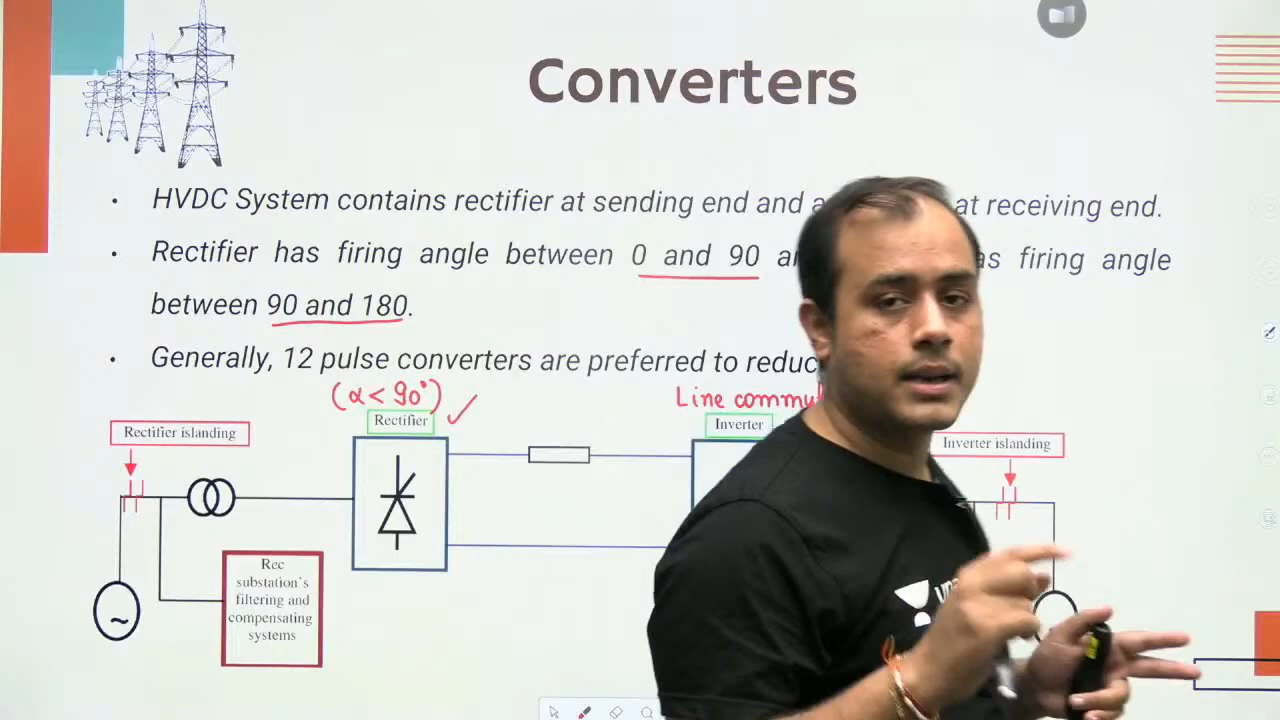 Converters
• HVDC System contains rectifier at sending end and a at receiving end.
• Rectifier has firing angle between 0 and 90 as firing angle
between 90 and 180.
• Generally, 12 pulse converters are preferred to reduc
(α < 90°)
Line commut
Rectifier islanding
Rectifier
Inverter
Inverter islanding
Rec
substation's
filtering and
compensating
systems
~